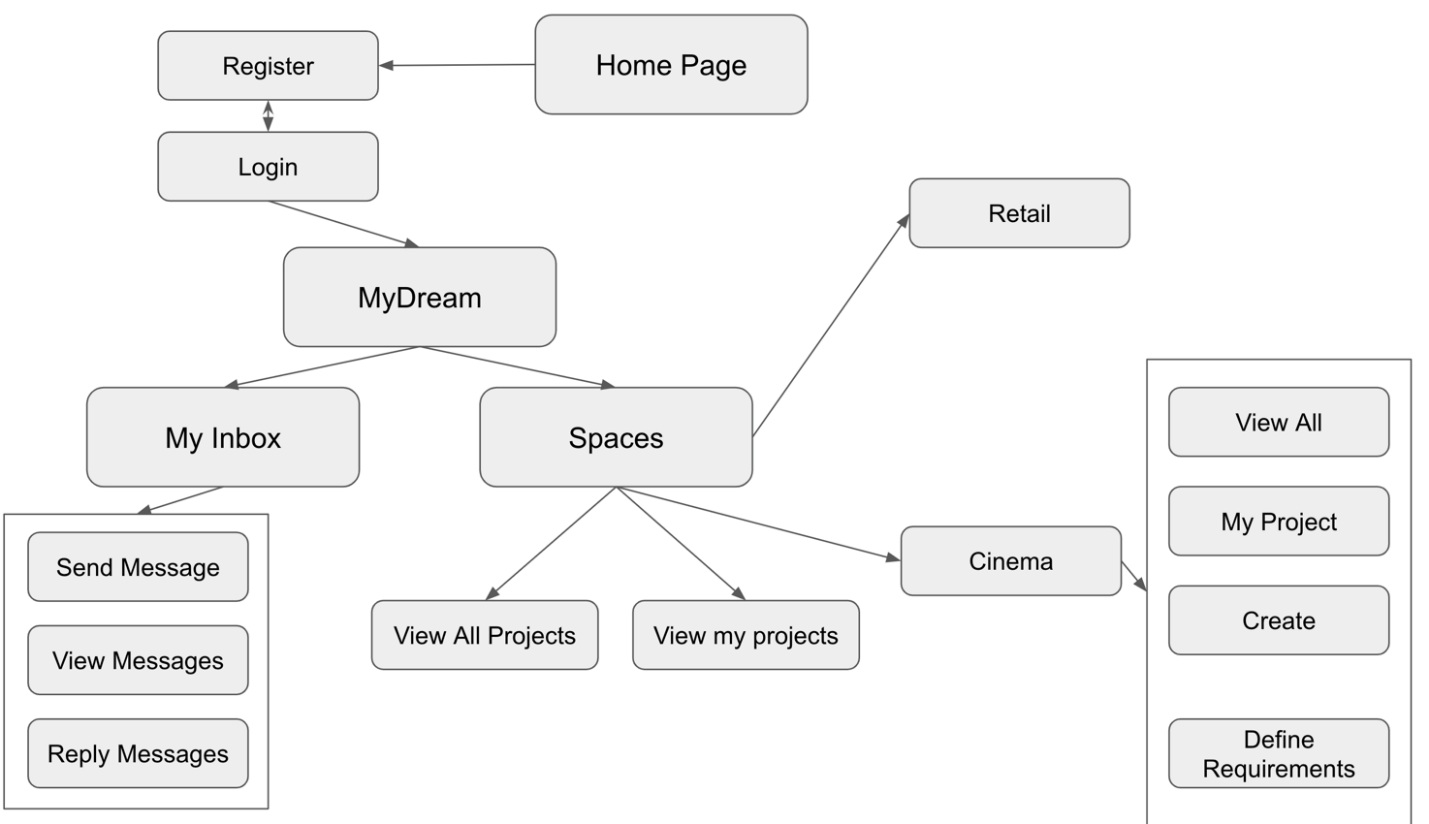 Home Page
Register
Login
Retail
MyDream
My Inbox
Spaces
View All
My Project
Create
Define
Requirements
Cinema
Send Message
View Messages
Reply Messages
View All Projects
View my projects